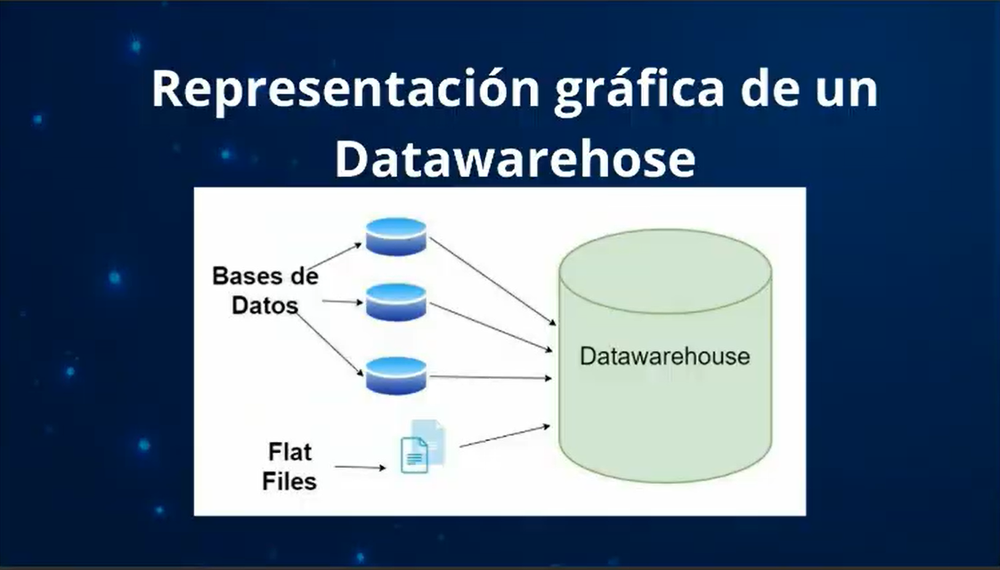 Representación gráfica de un
Datawarehose
Bases de
Datos
Datawarehouse
Flat
Files